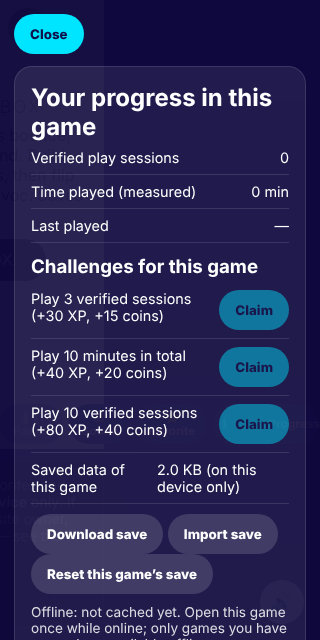 Close
Your progress in this
game
Verified play sessions 0
Time played (measured) 0 min
Last played —
Challenges for this game
Play 3 verified sessions
(+30 XP, +15 coins)
Claim
Play 10 minutes in total
(+40 XP, +20 coins)
Claim
Play 10 verified sessions
(+80 XP, +40 coins)
Claim
Saved data of
this game
2.0 KB (on this
device only)
Download save Import save
Reset this game's save
Offline: not cached yet. Open this game
once while online; only games you have